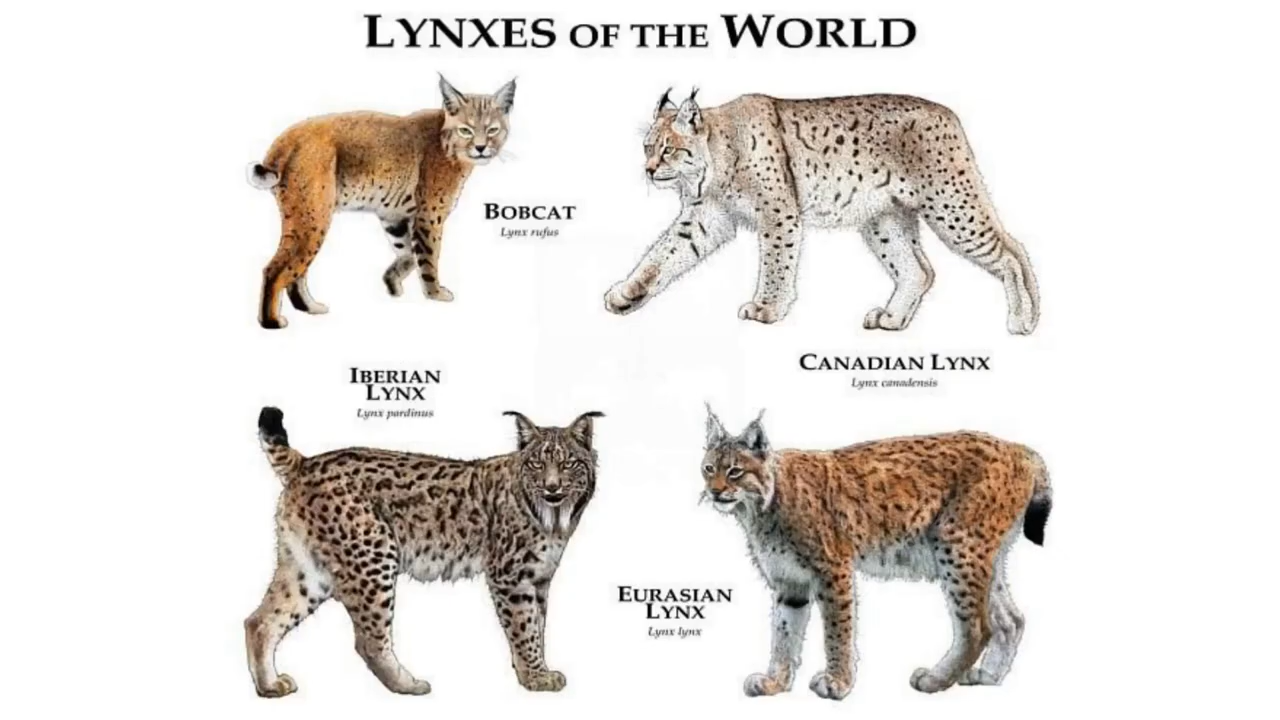 LYNXES OF THE WORLD
BOBCAT
Lynx rufus
CANADIAN LYNX
Lynx canadensis
IBERIAN
LYNX
Lynx pardinus
EURASIAN
LYNX
Lynx lynx